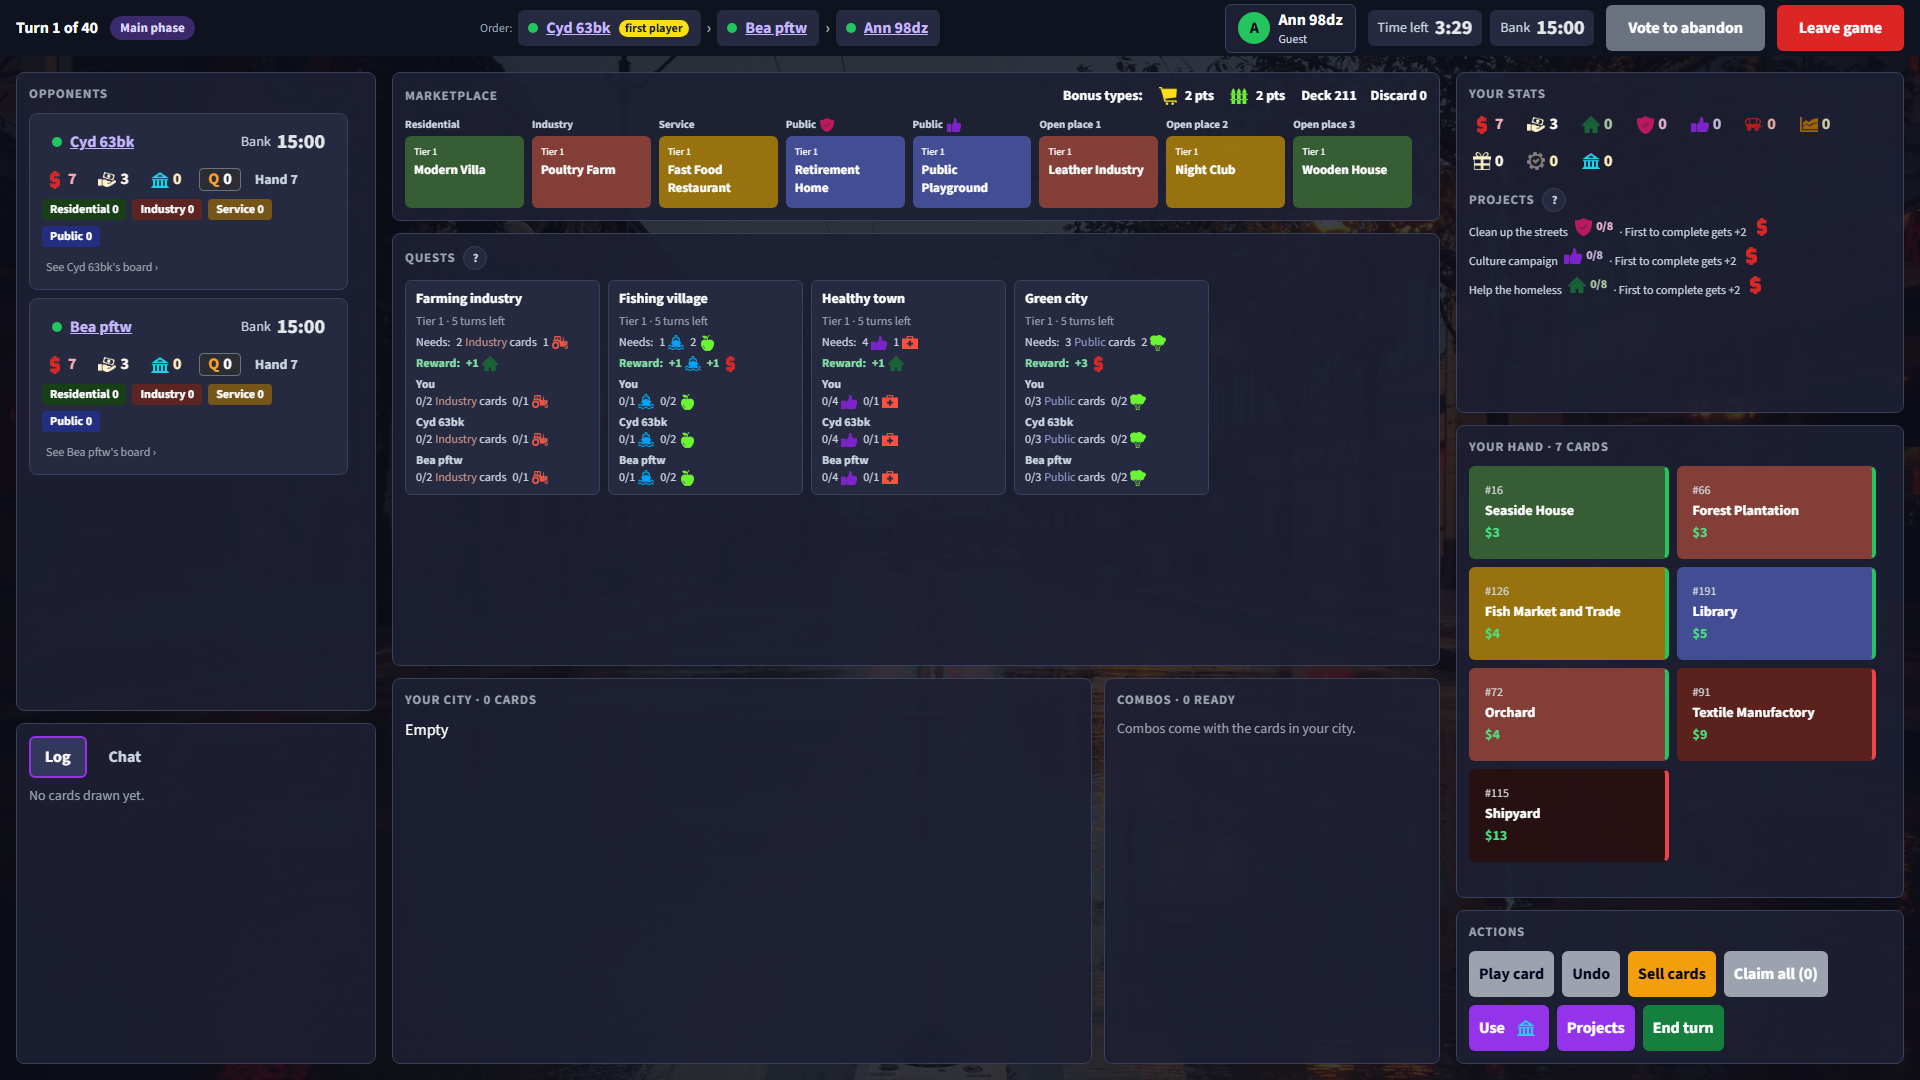 Turn 1 of 40 Main phase
Order: Cyd 63bk first player › Bea pftw › Ann 98dz
A Ann 98dz
Guest
Time left 3:29
Bank 15:00
Vote to abandon
Leave game
OPPONENTS
Cyd 63bk Bank 15:00
7 3 0 Q 0 Hand 7
Residential 0 Industry 0 Service 0
Public 0
See Cyd 63bk's board ›
Bea pftw Bank 15:00
7 3 0 Q 0 Hand 7
Residential 0 Industry 0 Service 0
Public 0
See Bea pftw's board ›
Log Chat
No cards drawn yet.
MARKETPLACE
Bonus types: 2 pts 2 pts Deck 211 Discard 0
Residential
Tier 1
Modern Villa
Industry
Tier 1
Poultry Farm
Service
Tier 1
Fast Food
Restaurant
Public
Tier 1
Retirement
Home
Public
Tier 1
Public
Playground
Open place 1
Tier 1
Leather Industry
Open place 2
Tier 1
Night Club
Open place 3
Tier 1
Wooden House
QUESTS ?
Farming industry
Tier 1 · 5 turns left
Needs: 2 Industry cards 1
Reward: +1
You
0/2 Industry cards 0/1
Cyd 63bk
0/2 Industry cards 0/1
Bea pftw
0/2 Industry cards 0/1
Fishing village
Tier 1 · 5 turns left
Needs: 1 2
Reward: +1 +1
You
0/1 0/2
Cyd 63bk
0/1 0/2
Bea pftw
0/1 0/2
Healthy town
Tier 1 · 5 turns left
Needs: 4 1
Reward: +1
You
0/4 0/1
Cyd 63bk
0/4 0/1
Bea pftw
0/4 0/1
Green city
Tier 1 · 5 turns left
Needs: 3 Public cards 2
Reward: +3
You
0/3 Public cards 0/2
Cyd 63bk
0/3 Public cards 0/2
Bea pftw
0/3 Public cards 0/2
YOUR CITY · 0 CARDS
Empty
COMBOS · 0 READY
Combos come with the cards in your city.
YOUR STATS
7 3 0 0 0 0 0
0 0 0
PROJECTS ?
Clean up the streets 0/8 · First to complete gets +2
Culture campaign 0/8 · First to complete gets +2
Help the homeless 0/8 · First to complete gets +2
YOUR HAND · 7 CARDS
#16
Seaside House
$3
#66
Forest Plantation
$3
#126
Fish Market and Trade
$4
#191
Library
$5
#72
Orchard
$4
#91
Textile Manufactory
$9
#115
Shipyard
$13
ACTIONS
Play card Undo Sell cards Claim all (0)
Use Projects End turn